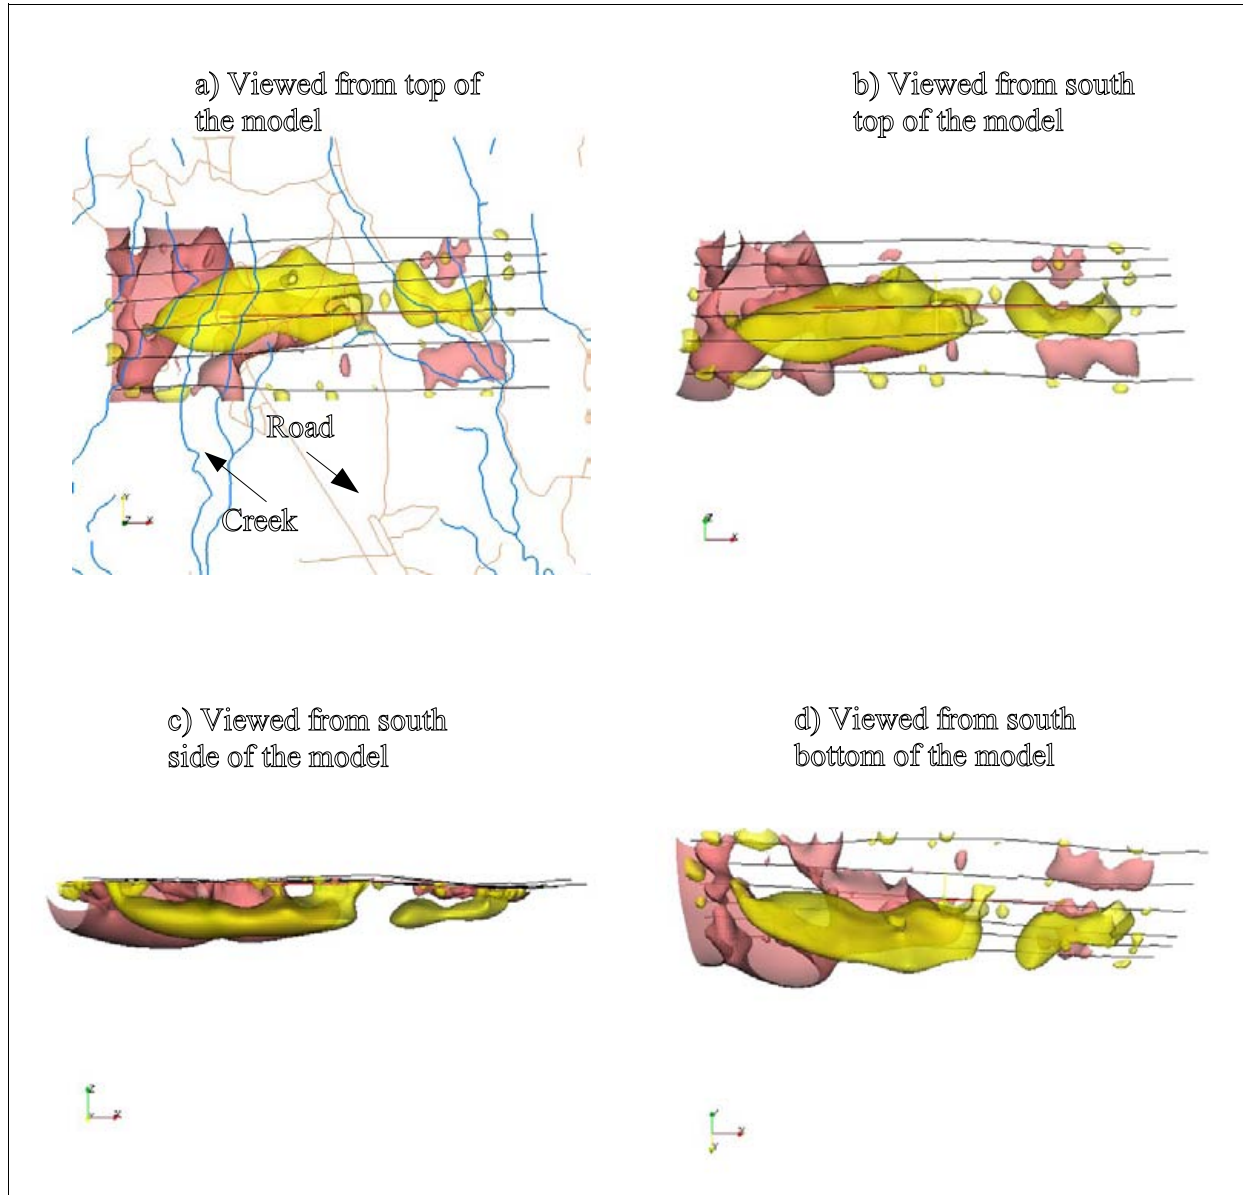 a) Viewed from top of
the model
b) Viewed from south
top of the model
Road
Creek
c) Viewed from south
side of the model
d) Viewed from south
bottom of the model